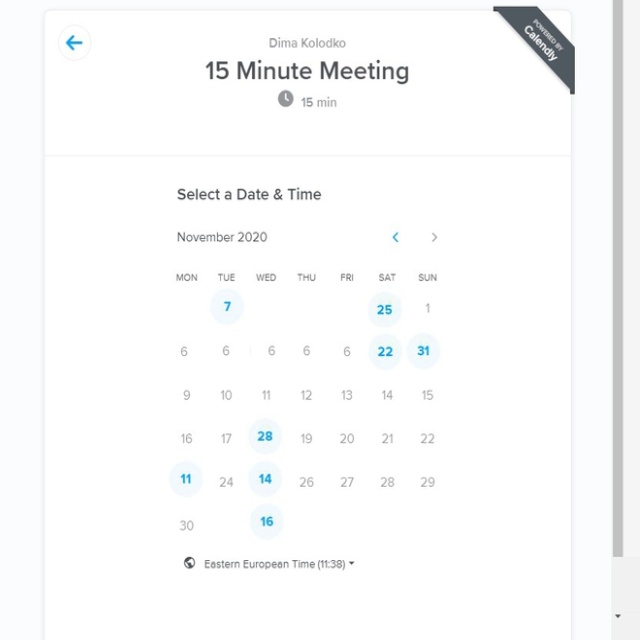 POWERED BY
Calendly
Dima Kolodko
15 Minute Meeting
15 min
Select a Date & Time
November 2020
MON TUE WED THU FRI SAT SUN
7 25 1
6 6 6 6 6 22 31
9 10 11 12 13 14 15
16 17 28 19 20 21 22
11 24 14 26 27 28 29
30 16
Eastern European Time (11:38)